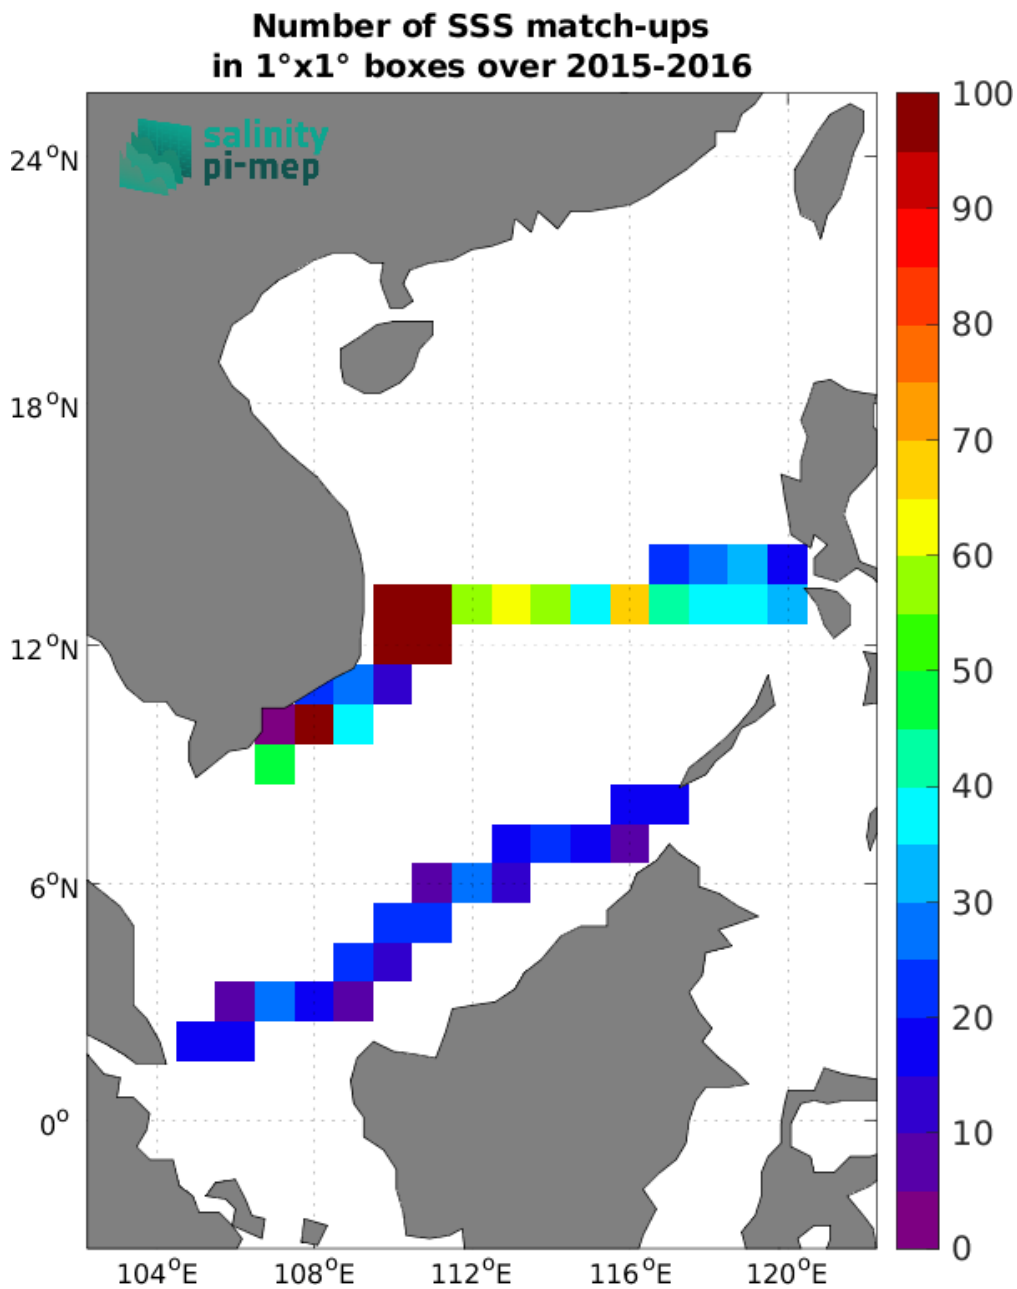 Number of SSS match-ups
in 1°x1° boxes over 2015-2016
salinity
pi-mep
24°N
18°N
12°N
6°N
0°
104°E 108°E 112°E 116°E 120°E
100
90
80
70
60
50
40
30
20
10
0